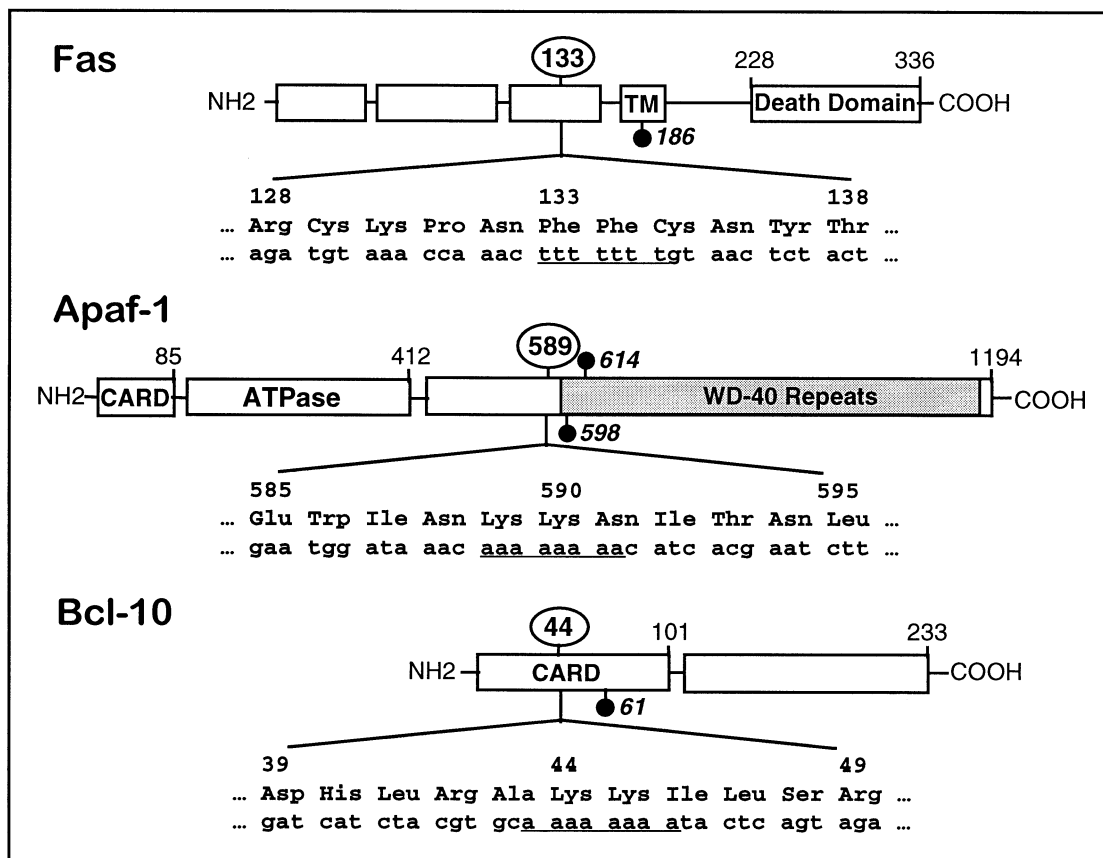 Fas
133
228 336
NH2 TM Death Domain COOH
186
128 133 138
... Arg Cys Lys Pro Asn Phe Phe Cys Asn Tyr Thr ...
... aga tgt aaa cca aac ttt ttt tgt aac tct act ...
Apaf-1
85 412 589 614 1194
NH2 CARD ATPase WD-40 Repeats COOH
598
585 590 595
... Glu Trp Ile Asn Lys Lys Asn Ile Thr Asn Leu ...
... gaa tgg ata aac aaa aaa aac atc acg aat ctt ...
Bcl-10
44 101 233
NH2 CARD COOH
61
39 44 49
... Asp His Leu Arg Ala Lys Lys Ile Leu Ser Arg ...
... gat cat cta cgt gca aaa aaa ata ctc agt aga ...